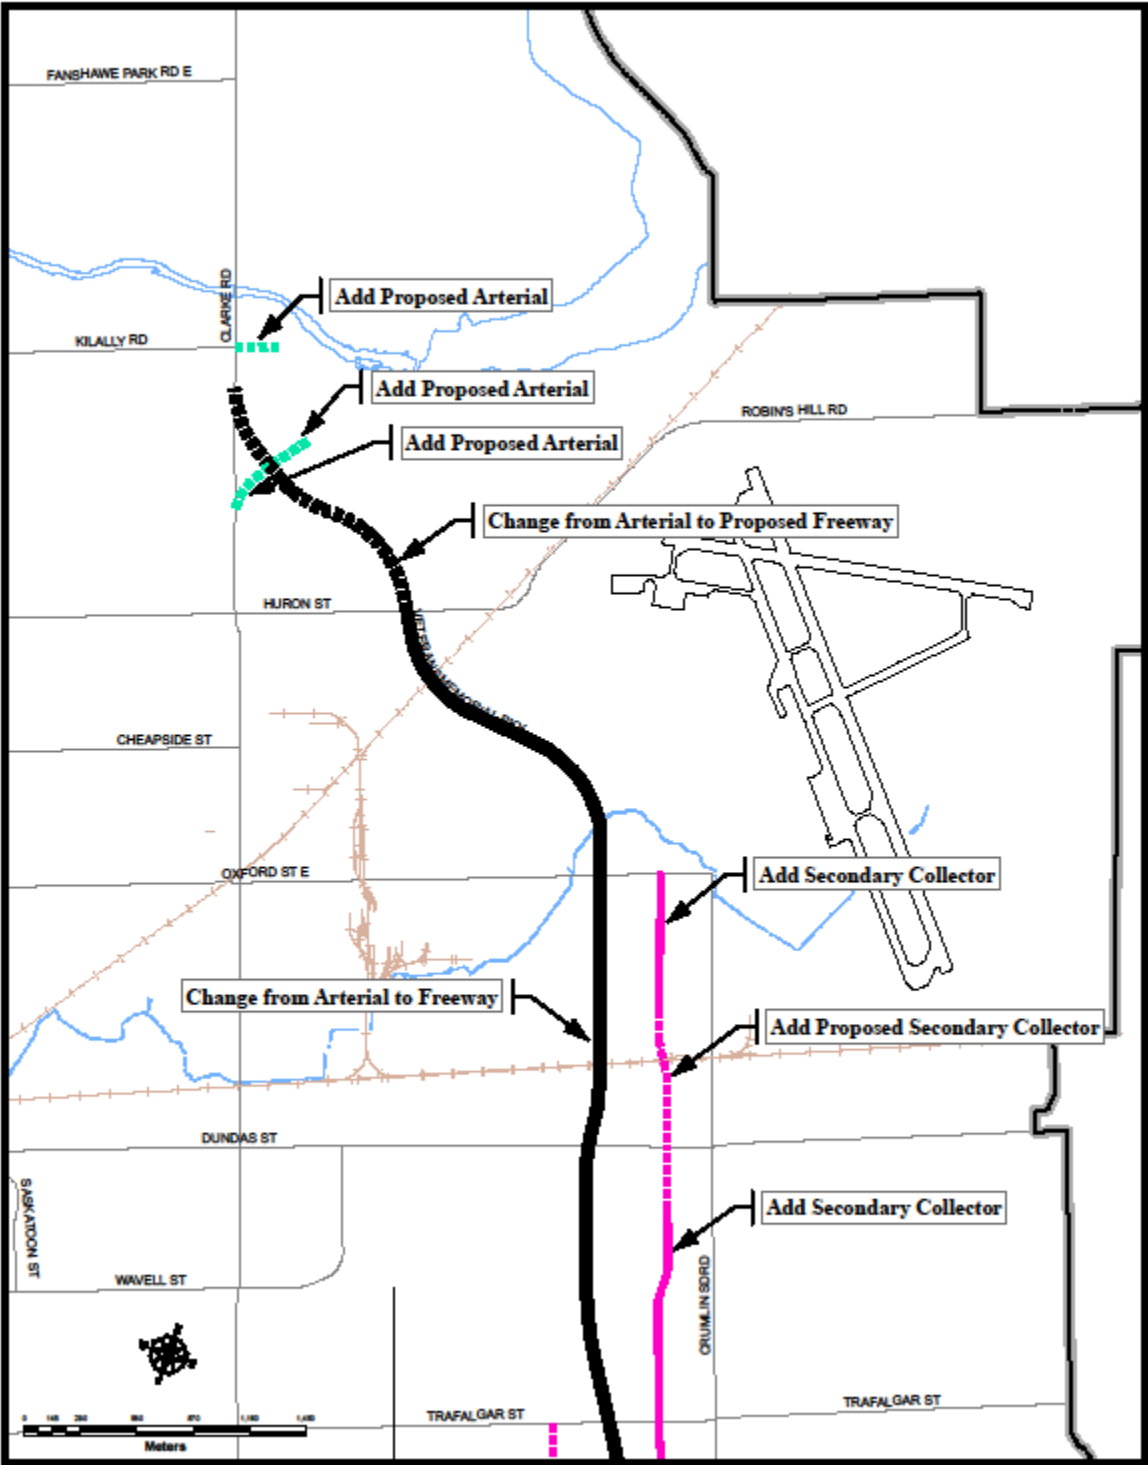 FANSHAWE PARK RD E
CLARKE RD
Add Proposed Arterial
KILALLY RD
Add Proposed Arterial
ROBIN'S HILL RD
Add Proposed Arterial
Change from Arterial to Proposed Freeway
HURON ST
VETERANS MEMORIAL PKY
CHEAPSIDE ST
OXFORD ST E
Add Secondary Collector
Change from Arterial to Freeway
Add Proposed Secondary Collector
DUNDAS ST
SASKATOON ST
Add Secondary Collector
WAVELL ST
CRUMLIN SDRD
TRAFALGAR ST
TRAFALGAR ST
Meters